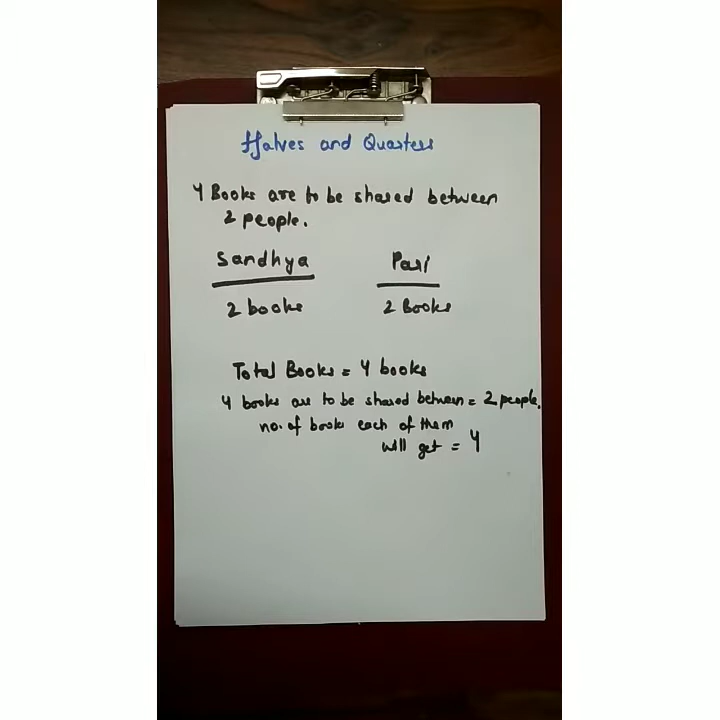 Halves and Quarters
4 Books are to be shared between
2 people.
Sandhya Pari
2 books 2 Books
Total Books = 4 books
4 books are to be shared between = 2 people.
no. of books each of them
will get = 4